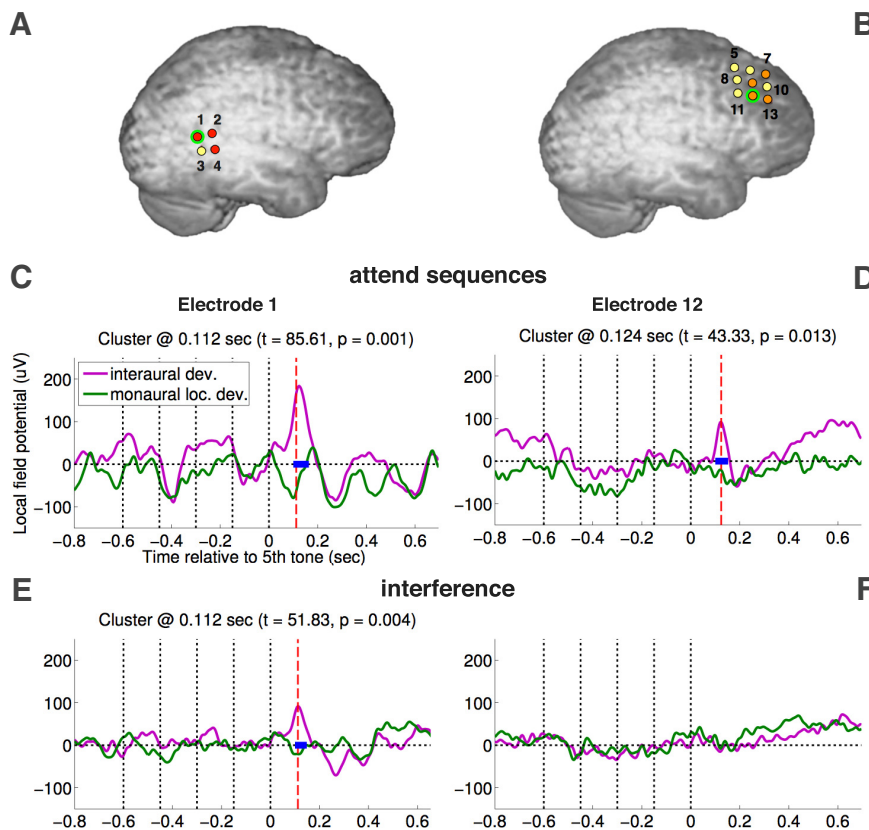 A
B
1 2
3 4
5 7
8 10
11 13
attend sequences
C
D
Electrode 1
Electrode 12
Cluster @ 0.112 sec (t = 85.61, p = 0.001)
Cluster @ 0.124 sec (t = 43.33, p = 0.013)
Local field potential (uV)
interaural dev.
monaural loc. dev.
200
100
0
−100
−0.8 −0.6 −0.4 −0.2 0 0.2 0.4 0.6
Time relative to 5th tone (sec)
200
100
0
−100
−0.8 −0.6 −0.4 −0.2 0 0.2 0.4 0.6
interference
E
F
Cluster @ 0.112 sec (t = 51.83, p = 0.004)
200
100
0
−100
−0.8 −0.6 −0.4 −0.2 0 0.2 0.4 0.6
200
100
0
−100
−0.8 −0.6 −0.4 −0.2 0 0.2 0.4 0.6